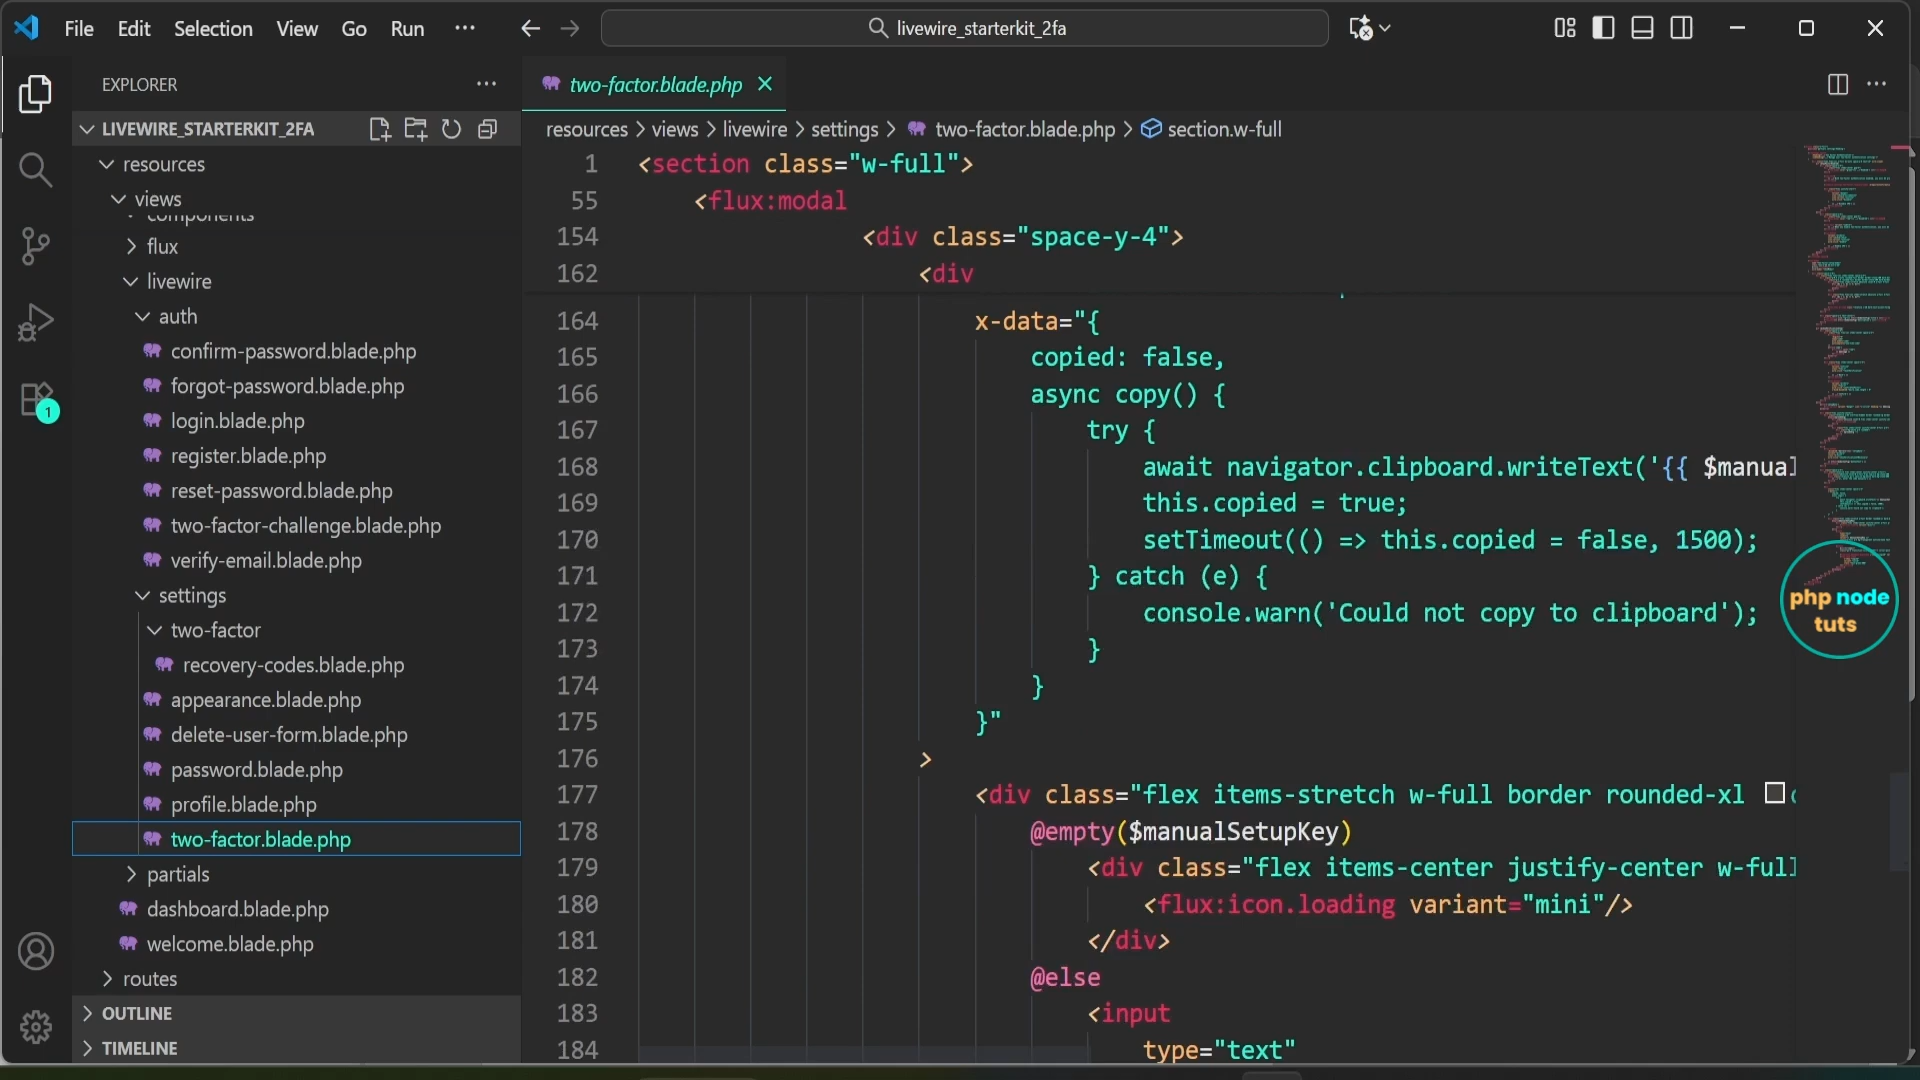 File Edit Selection View Go Run
livewire_starterkit_2fa
EXPLORER
LIVEWIRE_STARTERKIT_2FA
resources
views
components
flux
livewire
auth
confirm-password.blade.php
forgot-password.blade.php
login.blade.php
register.blade.php
reset-password.blade.php
two-factor-challenge.blade.php
verify-email.blade.php
settings
two-factor
recovery-codes.blade.php
appearance.blade.php
delete-user-form.blade.php
password.blade.php
profile.blade.php
two-factor.blade.php
partials
dashboard.blade.php
welcome.blade.php
routes
OUTLINE
TIMELINE
1
two-factor.blade.php
resources > views > livewire > settings > two-factor.blade.php > section.w-full
1 <section class="w-full">
55 <flux:modal
154 <div class="space-y-4">
162 <div
164 x-data="{
165 copied: false,
166 async copy() {
167 try {
168 await navigator.clipboard.writeText('{{ $manual
169 this.copied = true;
170 setTimeout(() => this.copied = false, 1500);
171 } catch (e) {
172 console.warn('Could not copy to clipboard');
173 }
174 }
175 }"
176 >
177 <div class="flex items-stretch w-full border rounded-xl
178 @empty($manualSetupKey)
179 <div class="flex items-center justify-center w-full
180 <flux:icon.loading variant="mini"/>
181 </div>
182 @else
183 <input
184 type="text"
php node
tuts